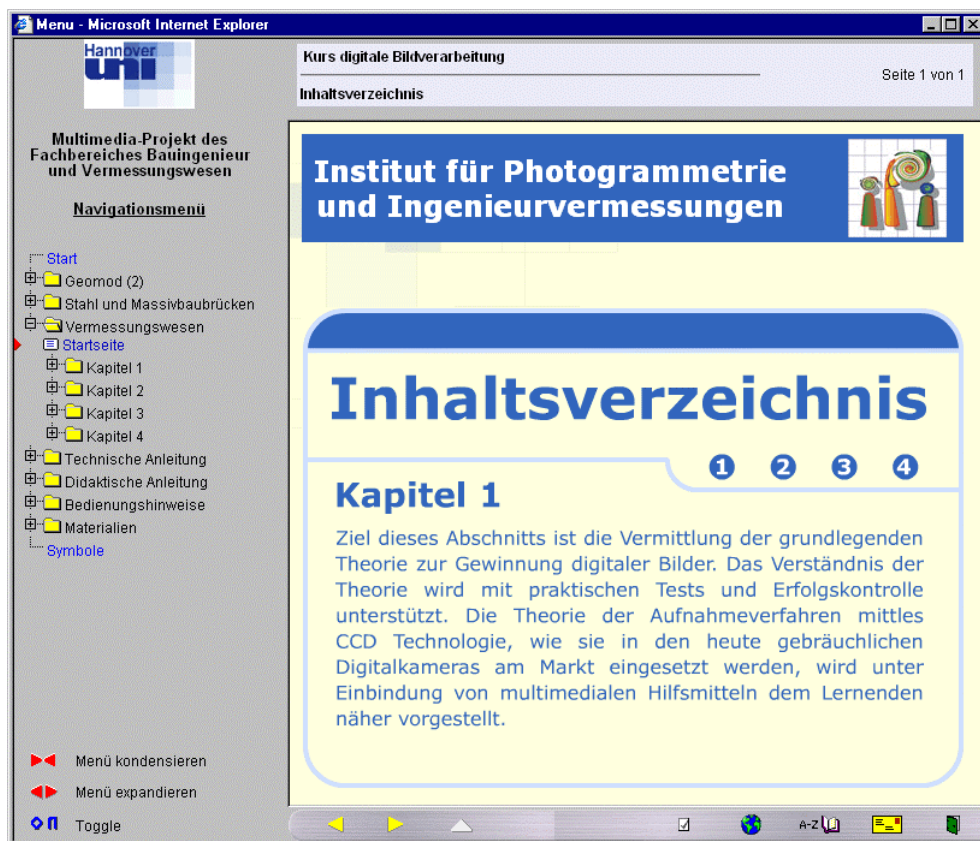 Menu - Microsoft Internet Explorer
Hannover
uni
Kurs digitale Bildverarbeitung
Seite 1 von 1
Inhaltsverzeichnis
Multimedia-Projekt des
Fachbereiches Bauingenieur
und Vermessungswesen
Navigationsmenü
Start
Geomod (2)
Stahl und Massivbaubrücken
Vermessungswesen
Startseite
Kapitel 1
Kapitel 2
Kapitel 3
Kapitel 4
Technische Anleitung
Didaktische Anleitung
Bedienungshinweise
Materialien
Symbole
Menü kondensieren
Menü expandieren
Toggle
Institut für Photogrammetrie
und Ingenieurvermessungen
Inhaltsverzeichnis
1 2 3 4
Kapitel 1
Ziel dieses Abschnitts ist die Vermittlung der grundlegenden
Theorie zur Gewinnung digitaler Bilder. Das Verständnis der
Theorie wird mit praktischen Tests und Erfolgskontrolle
unterstützt. Die Theorie der Aufnahmeverfahren mittles
CCD Technologie, wie sie in den heute gebräuchlichen
Digitalkameras am Markt eingesetzt werden, wird unter
Einbindung von multimedialen Hilfsmitteln dem Lernenden
näher vorgestellt.
A-Z